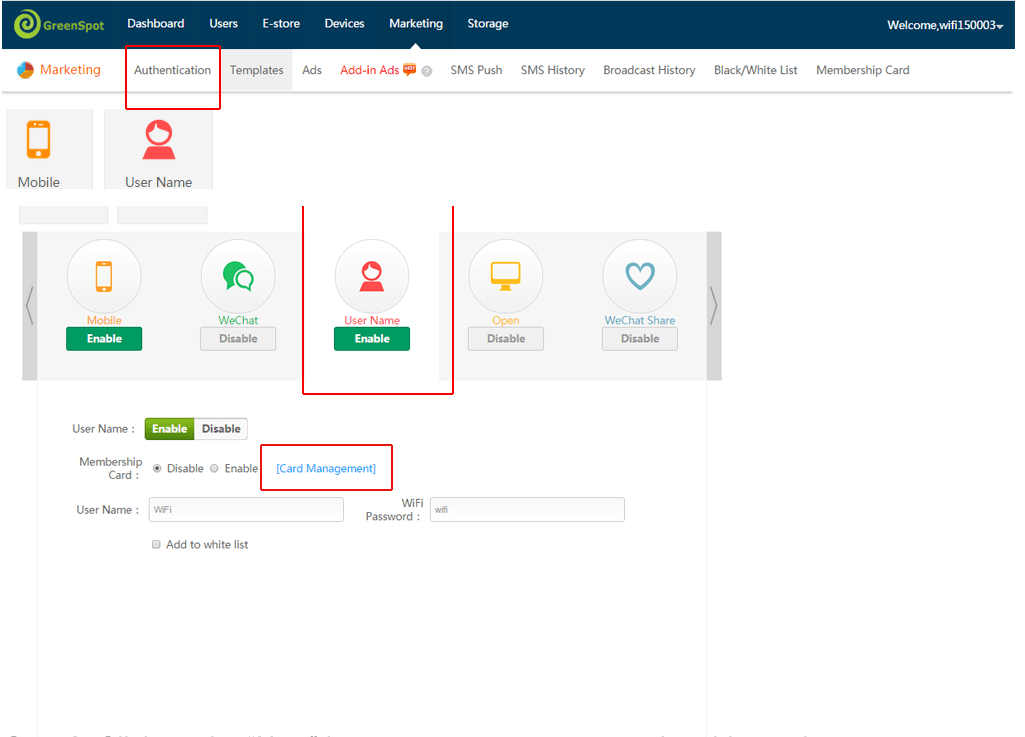 GreenSpot Dashboard Users E-store Devices Marketing Storage Welcome,wifi150003
Marketing Authentication Templates Ads Add-in Ads HOT ? SMS Push SMS History Broadcast History Black/White List Membership Card
Mobile User Name
Mobile WeChat User Name Open WeChat Share
Enable Disable Enable Disable Disable
User Name : Enable Disable
Membership
Card : Disable Enable [Card Management]
User Name : WiFi WiFi
Password : wifi
Add to white list